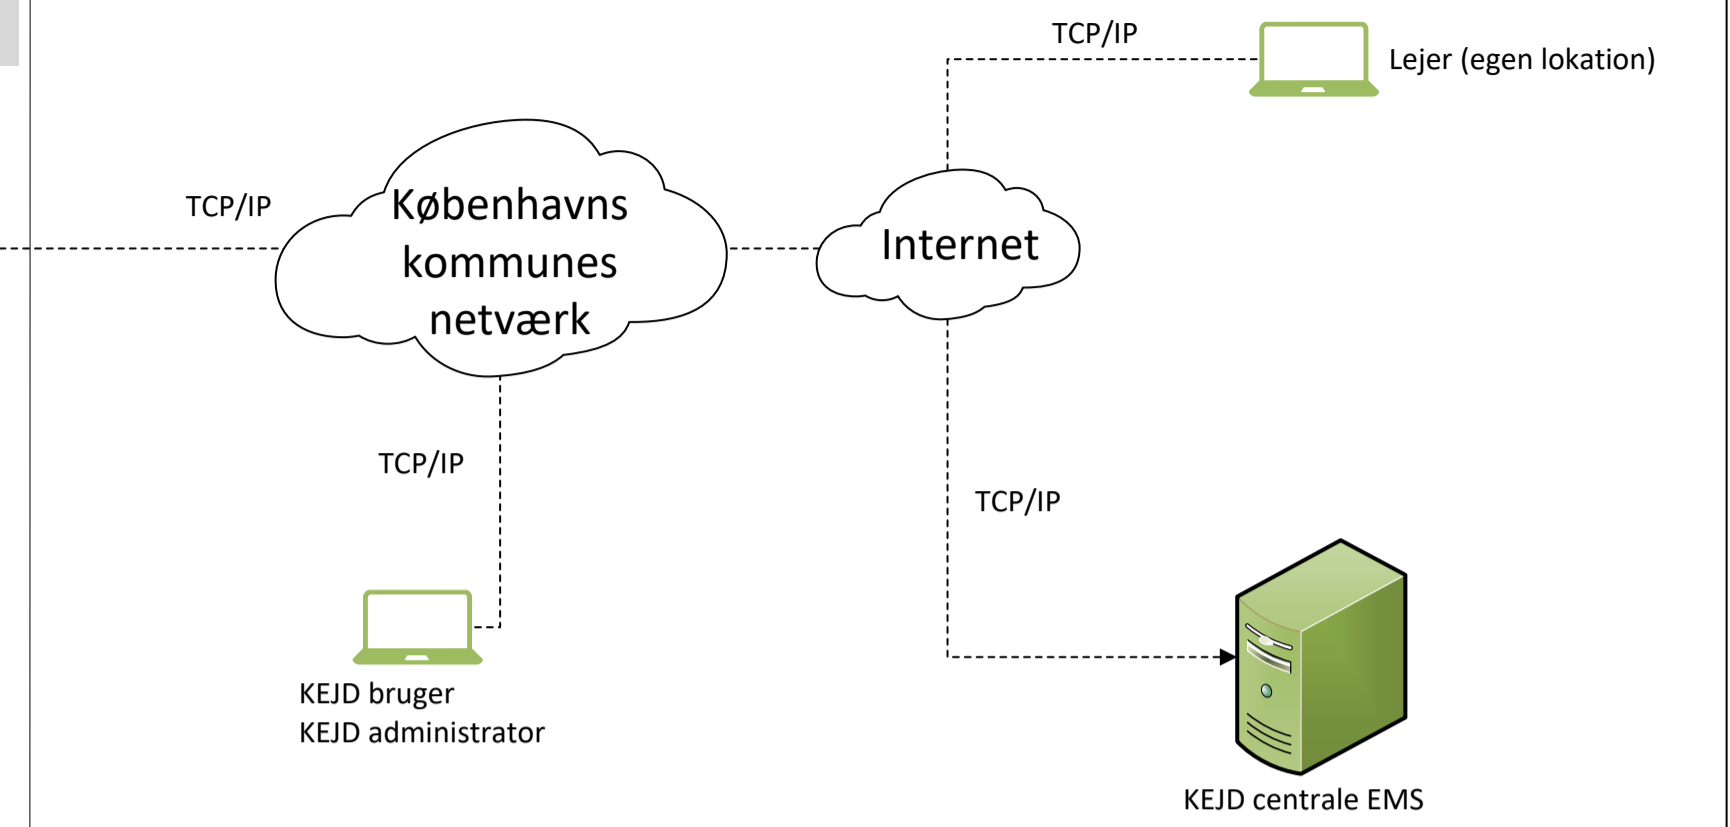 TCP/IP
Lejer (egen lokation)
TCP/IP
Københavns
kommunes
netværk
Internet
TCP/IP
TCP/IP
KEJD bruger
KEJD administrator
KEJD centrale EMS